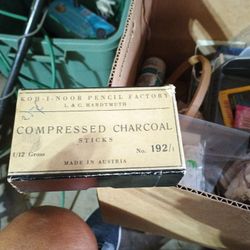 KOH-I-NOOR PENCIL FACTORY
L. & C. HARDTMUTH
COMPRESSED CHARCOAL
STICKS
1/12 Gross No. 192/1
MADE IN AUSTRIA